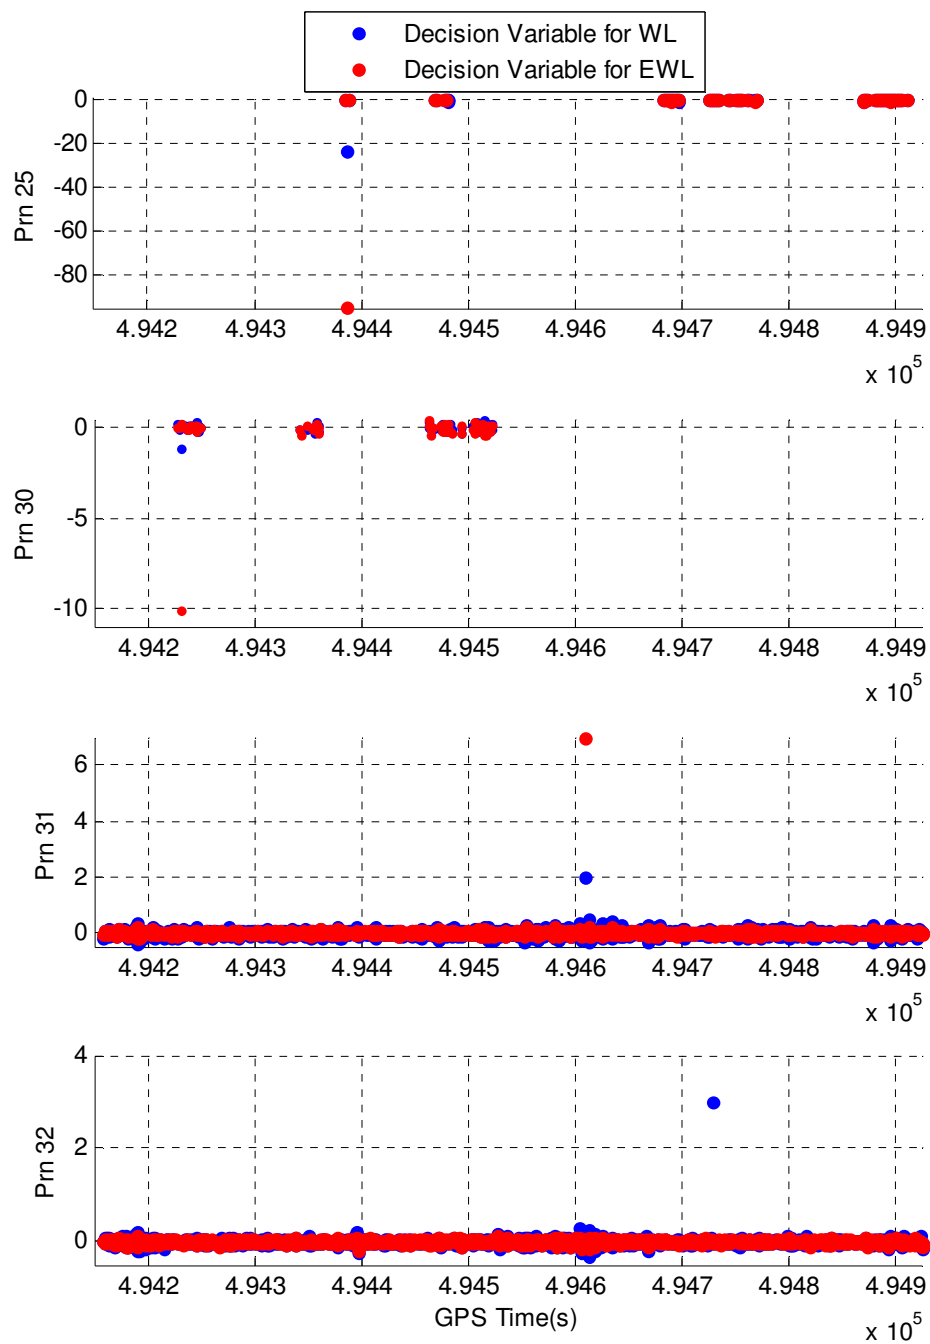 Decision Variable for WL
Decision Variable for EWL
0
-20
-40
-60
-80
Prn 25
4.942 4.943 4.944 4.945 4.946 4.947 4.948 4.949
x 10^5
0
-5
-10
Prn 30
4.942 4.943 4.944 4.945 4.946 4.947 4.948 4.949
x 10^5
6
4
2
0
Prn 31
4.942 4.943 4.944 4.945 4.946 4.947 4.948 4.949
x 10^5
4
2
0
Prn 32
4.942 4.943 4.944 4.945 4.946 4.947 4.948 4.949
GPS Time(s)
x 10^5